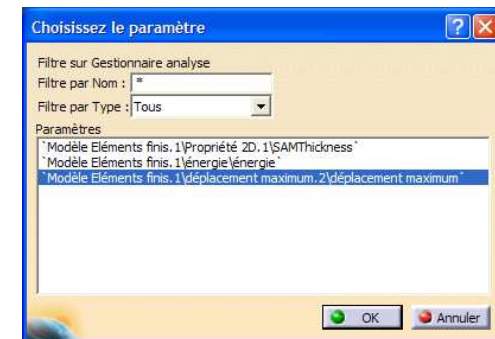 Choisissez le paramètre
Filtre sur Gestionnaire analyse
Filtre par Nom : *
Filtre par Type : Tous
Paramètres
`Modèle Eléments finis.1\Propriété 2D.1\SAMThickness`
`Modèle Eléments finis.1\énergie\énergie`
`Modèle Eléments finis.1\déplacement maximum.2\déplacement maximum`
OK Annuler